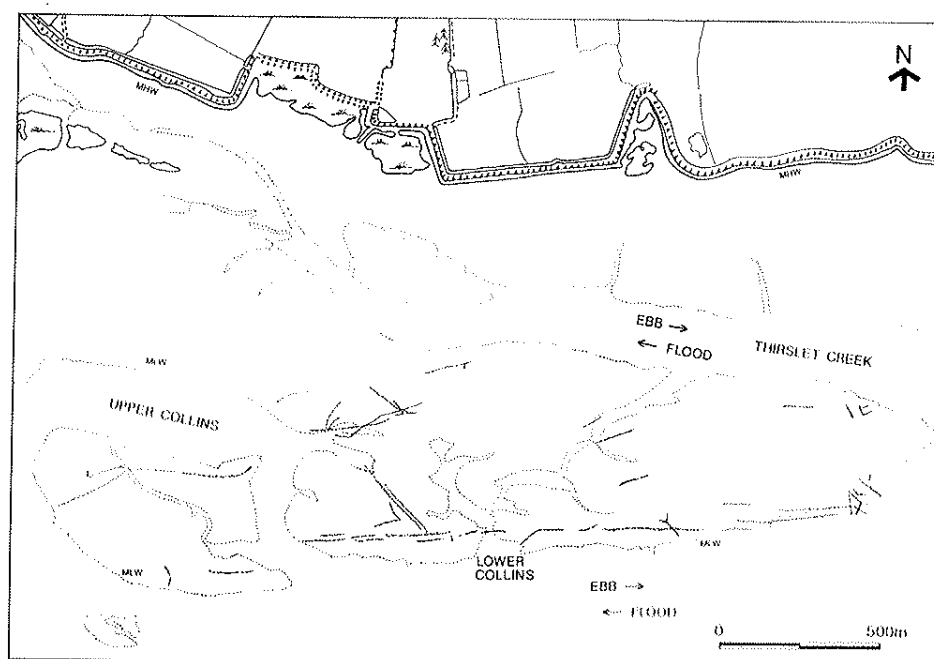 N
MHW
MHW
EBB →
← FLOOD
THIRSLET CREEK
MLW
UPPER COLLINS
MLW
LOWER
COLLINS
MLW
EBB →
← FLOOD
0 500m